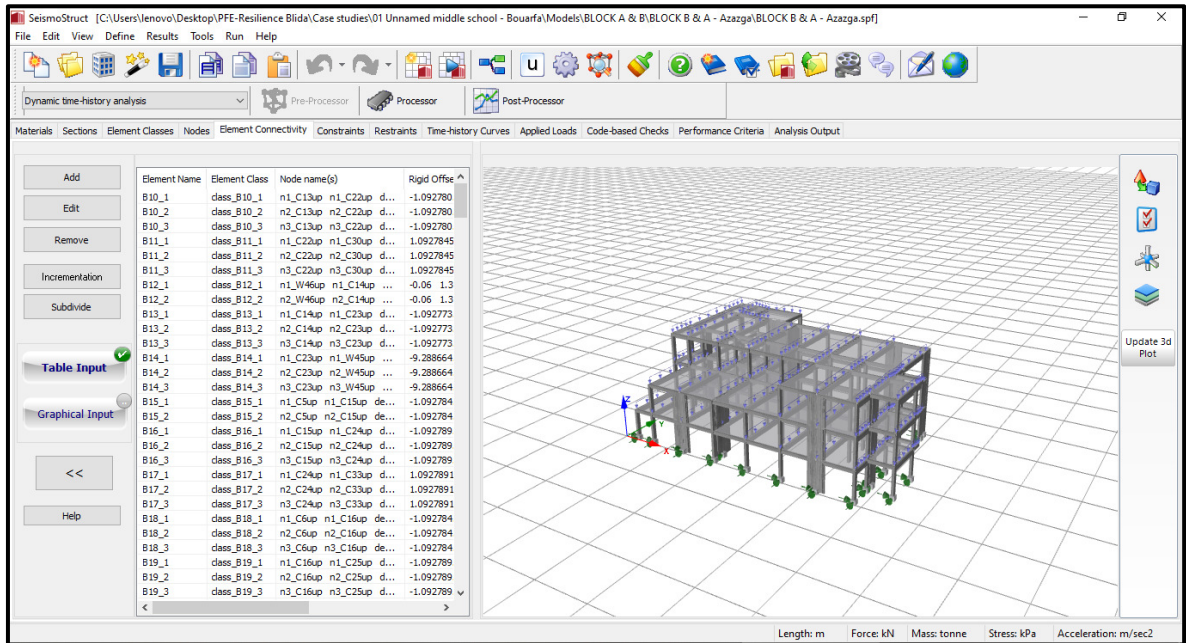 SeismoStruct [C:\Users\lenovo\Desktop\PFE-Resilience Blida\Case studies\01 Unnamed middle school - Bouarfa\Models\BLOCK A & B\BLOCK B & A - Azazga\BLOCK B & A - Azazga.spf]
File Edit View Define Results Tools Run Help
Dynamic time-history analysis Pre-Processor Processor Post-Processor
Materials Sections Element Classes Nodes Element Connectivity Constraints Restraints Time-history Curves Applied Loads Code-based Checks Performance Criteria Analysis Output
Add
Edit
Remove
Incrementation
Subdivide
Table Input
Graphical Input
<<
Help
Element Name Element Class Node name(s) Rigid Offse
B10_1 class_B10_1 n1_C13up n1_C22up d... -1.092780
B10_2 class_B10_2 n2_C13up n2_C22up d... -1.092780
B10_3 class_B10_3 n3_C13up n3_C22up d... -1.092780
B11_1 class_B11_1 n1_C22up n1_C30up d... 1.0927845
B11_2 class_B11_2 n2_C22up n2_C30up d... 1.0927845
B11_3 class_B11_3 n3_C22up n3_C30up d... 1.0927845
B12_1 class_B12_1 n1_W46up n1_C14up ... -0.06 1.3
B12_2 class_B12_2 n2_W46up n2_C14up ... -0.06 1.3
B13_1 class_B13_1 n1_C14up n1_C23up d... -1.092773
B13_2 class_B13_2 n2_C14up n2_C23up d... -1.092773
B13_3 class_B13_3 n3_C14up n3_C23up d... -1.092773
B14_1 class_B14_1 n1_C23up n1_W45up ... -9.288664
B14_2 class_B14_2 n2_C23up n2_W45up ... -9.288664
B14_3 class_B14_3 n3_C23up n3_W45up ... -9.288664
B15_1 class_B15_1 n1_C5up n1_C15up de... -1.092784
B15_2 class_B15_2 n2_C5up n2_C15up de... -1.092784
B16_1 class_B16_1 n1_C15up n1_C24up d... -1.092789
B16_2 class_B16_2 n2_C15up n2_C24up d... -1.092789
B16_3 class_B16_3 n3_C15up n3_C24up d... -1.092789
B17_1 class_B17_1 n1_C24up n1_C33up d... 1.0927891
B17_2 class_B17_2 n2_C24up n2_C33up d... 1.0927891
B17_3 class_B17_3 n3_C24up n3_C33up d... 1.0927891
B18_1 class_B18_1 n1_C6up n1_C16up de... -1.092784
B18_2 class_B18_2 n2_C6up n2_C16up de... -1.092784
B18_3 class_B18_3 n3_C6up n3_C16up de... -1.092784
B19_1 class_B19_1 n1_C16up n1_C25up d... -1.092789
B19_2 class_B19_2 n2_C16up n2_C25up d... -1.092789
B19_3 class_B19_3 n3_C16up n3_C25up d... -1.092789
Z
Y
X
Update 3d
Plot
Length: m Force: kN Mass: tonne Stress: kPa Acceleration: m/sec2